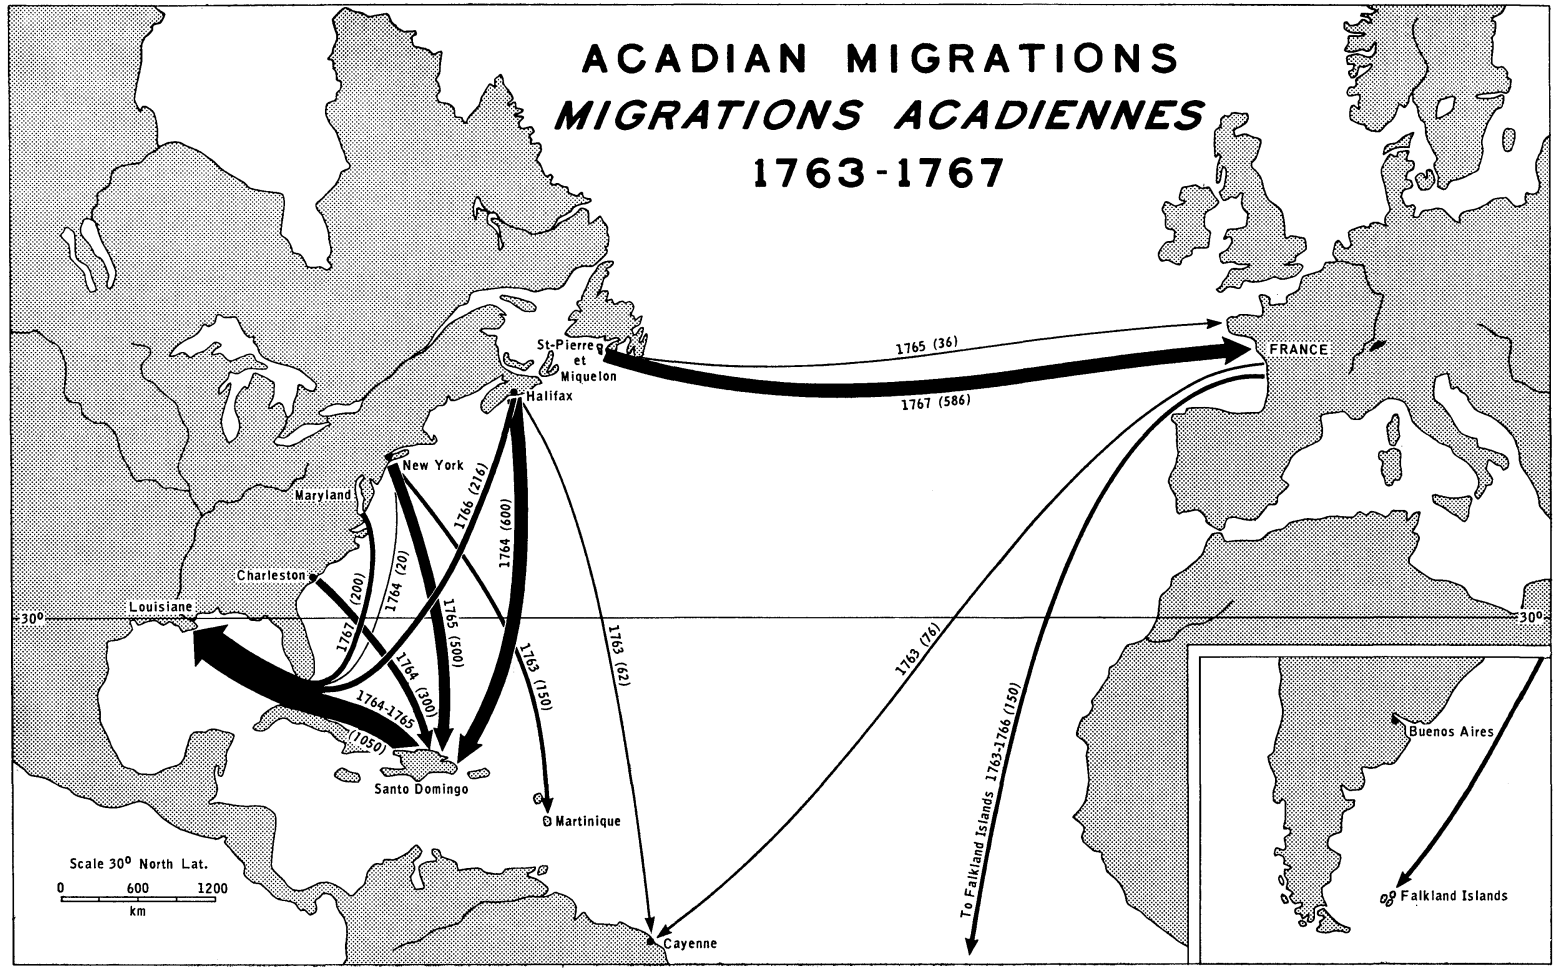 ACADIAN MIGRATIONS
MIGRATIONS ACADIENNES
1763-1767
St-Pierre
et
Miquelon
Halifax
1765 (36)
1767 (586)
FRANCE
New York
Maryland
1766 (216)
1764 (600)
Charleston
Louisiane
1767 (200)
1764 (20)
1765 (500)
1764 (300)
1763 (150)
1763 (62)
1763 (76)
30°
30°
1764-1765
(1050)
Santo Domingo
Martinique
To Falkland Islands 1763-1766 (150)
Buenos Aires
Falkland Islands
Cayenne
Scale 30° North Lat.
0 600 1200
km